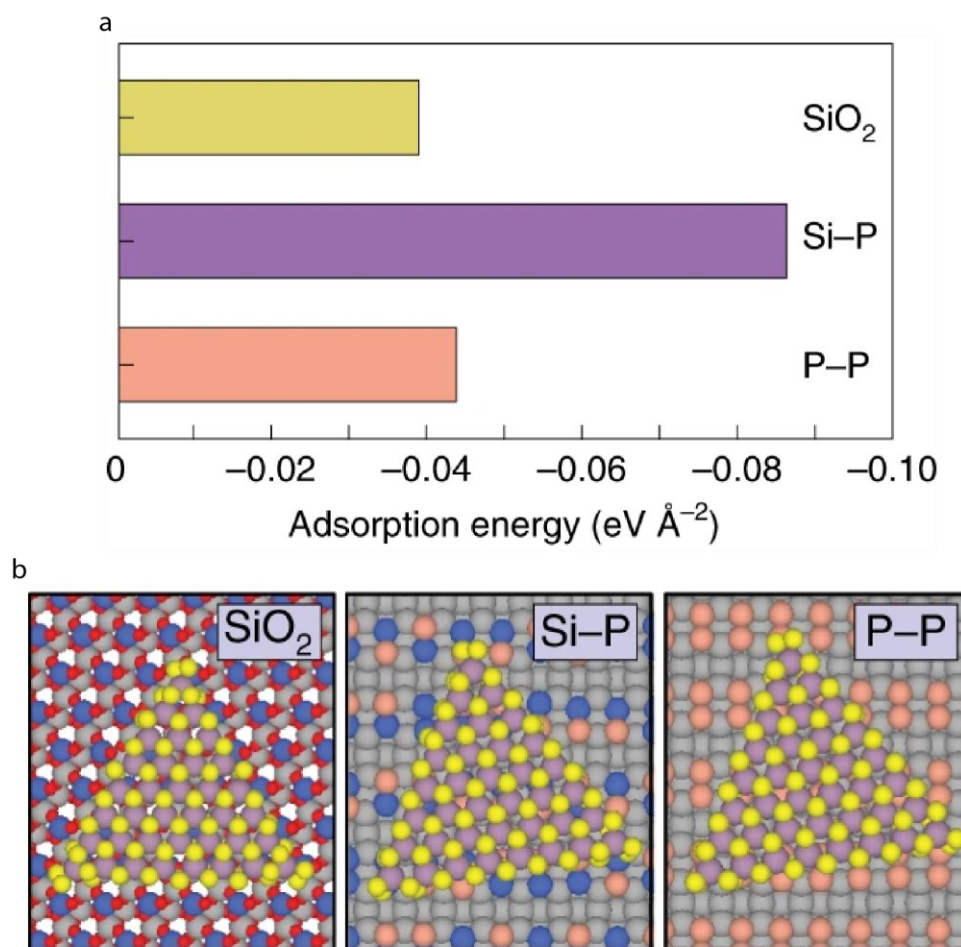 a
SiO₂
Si–P
P–P
0 –0.02 –0.04 –0.06 –0.08 –0.10
Adsorption energy (eV Å⁻²)
b
SiO₂ Si–P P–P